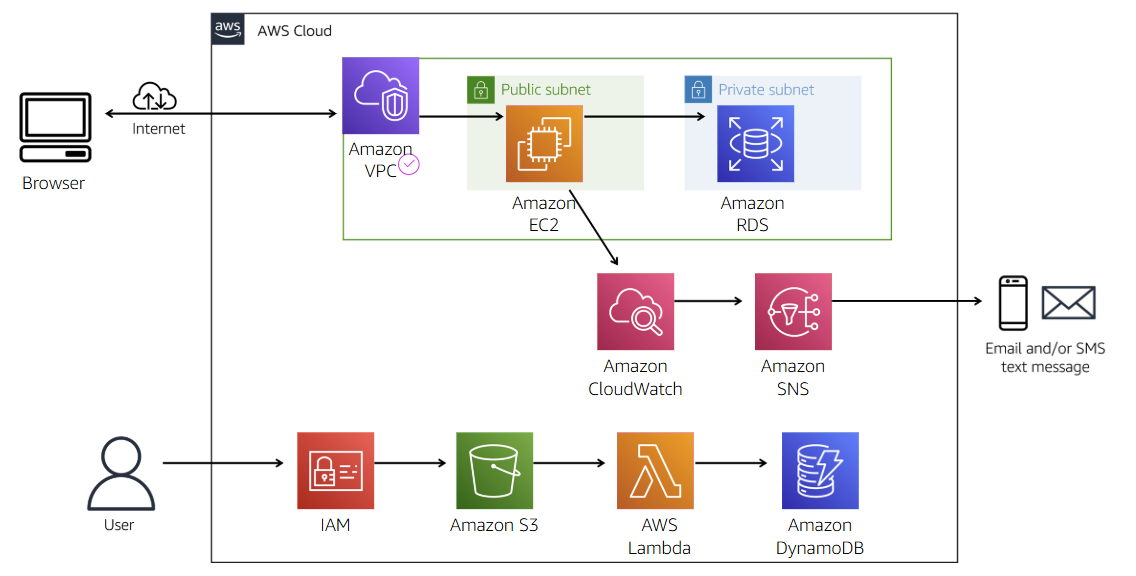 aws
AWS Cloud
Public subnet
Private subnet
Internet
Amazon
VPC
Browser
Amazon
EC2
Amazon
RDS
Amazon
CloudWatch
Amazon
SNS
Email and/or SMS
text message
User
IAM
Amazon S3
AWS
Lambda
Amazon
DynamoDB